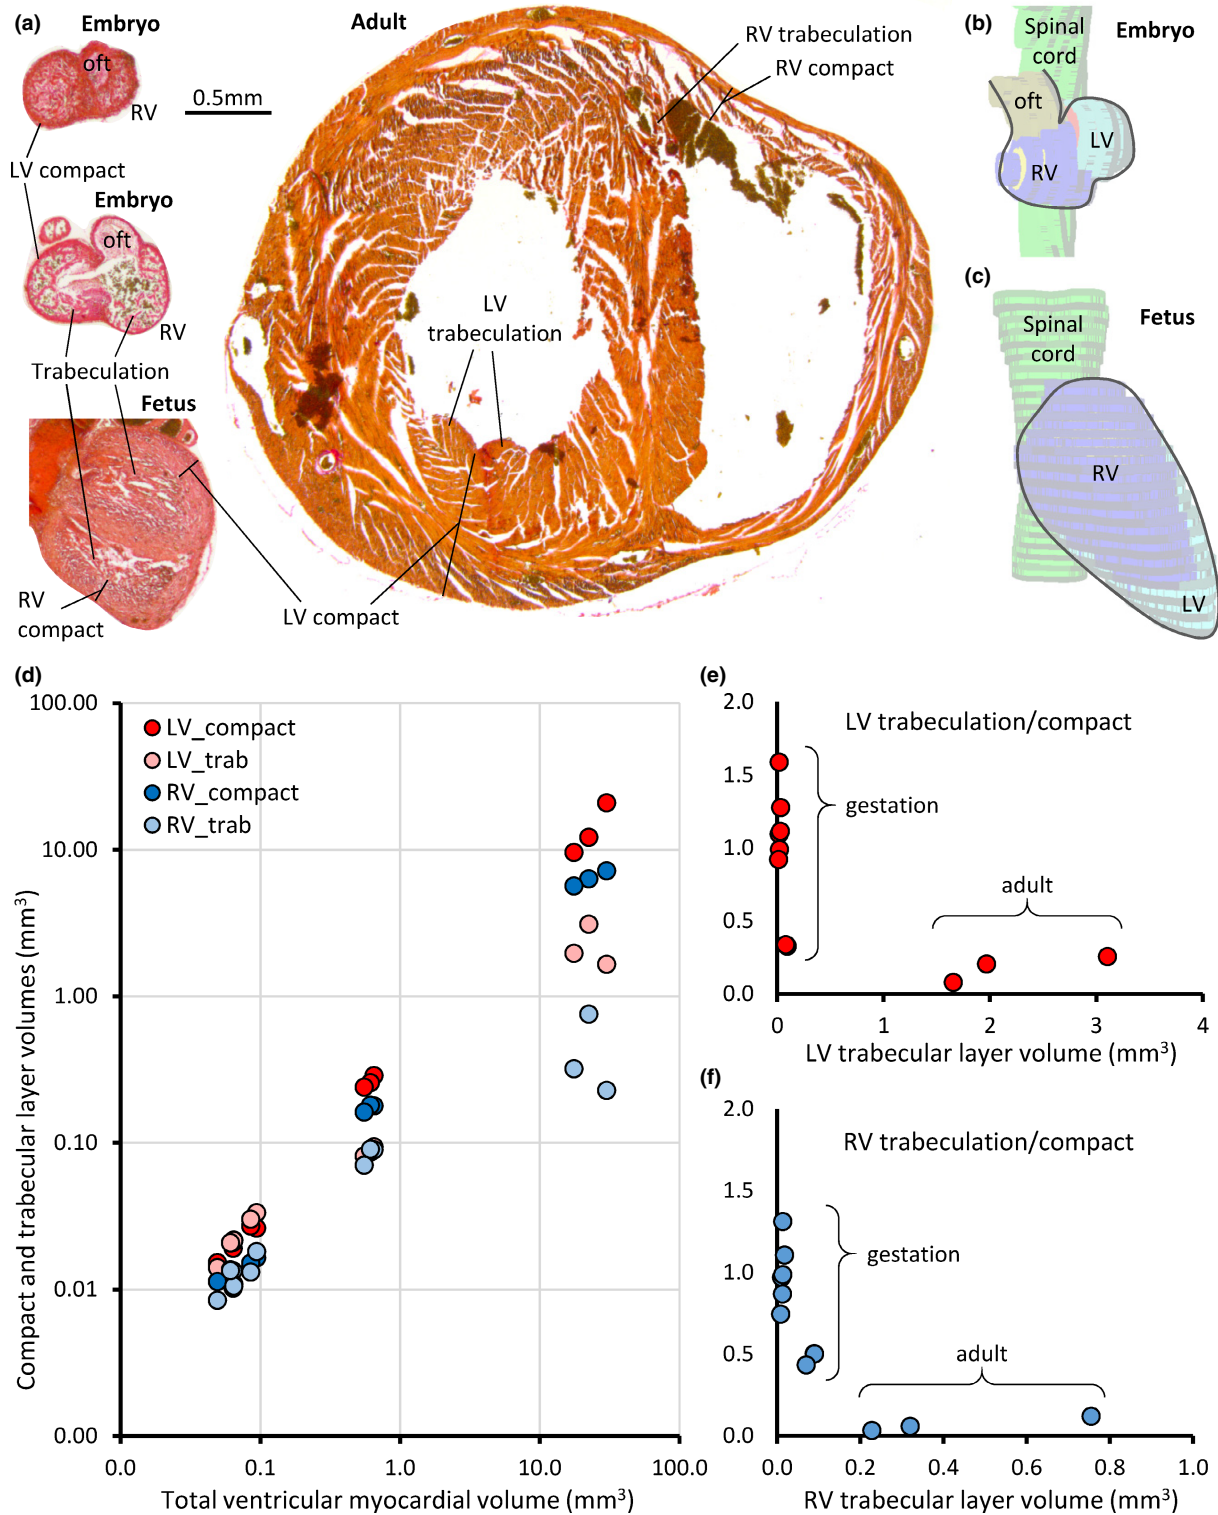 (a)
Embryo
oft
RV
0.5mm
LV compact
Embryo
oft
RV
Trabeculation
Fetus
RV
compact
Adult
RV trabeculation
RV compact
LV
trabeculation
LV compact
(b)
Spinal
cord
Embryo
oft
LV
RV
(c)
Spinal
cord
Fetus
RV
LV
(d)
100.00
10.00
1.00
0.10
0.01
0.00
Compact and trabecular layer volumes (mm³)
LV_compact
LV_trab
RV_compact
RV_trab
0.0 0.1 1.0 10.0 100.0
Total ventricular myocardial volume (mm³)
(e)
2.0
1.5
1.0
0.5
0.0
LV trabeculation/compact
gestation
adult
0 1 2 3 4
LV trabecular layer volume (mm³)
(f)
2.0
1.5
1.0
0.5
0.0
RV trabeculation/compact
gestation
adult
0.0 0.2 0.4 0.6 0.8 1.0
RV trabecular layer volume (mm³)